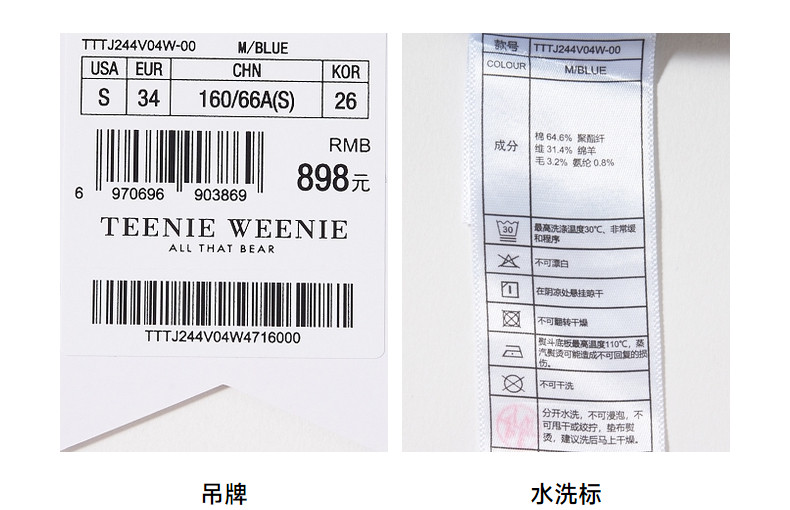 TTTJ244V04W-00 M/BLUE
USA EUR CHN KOR
S 34 160/66A(S) 26
RMB
898元
6 970696 903869
TEENIE WEENIE
ALL THAT BEAR
TTTJ244V04W4716000
吊牌
款号 TTTJ244V04W-00
COLOUR M/BLUE
成分
棉 64.6% 聚酯纤
维 31.4% 绵羊
毛 3.2% 氨纶 0.8%
30
最高洗涤温度30℃，非常缓
和程序
不可漂白
在阴凉处悬挂晾干
不可翻转干燥
熨斗底板最高温度110℃，蒸
汽熨烫可能造成不可回复的损
伤。
不可干洗
分开水洗，不可浸泡，不
可甩干或绞拧，垫布熨
烫，建议洗后马上干燥。
水洗标